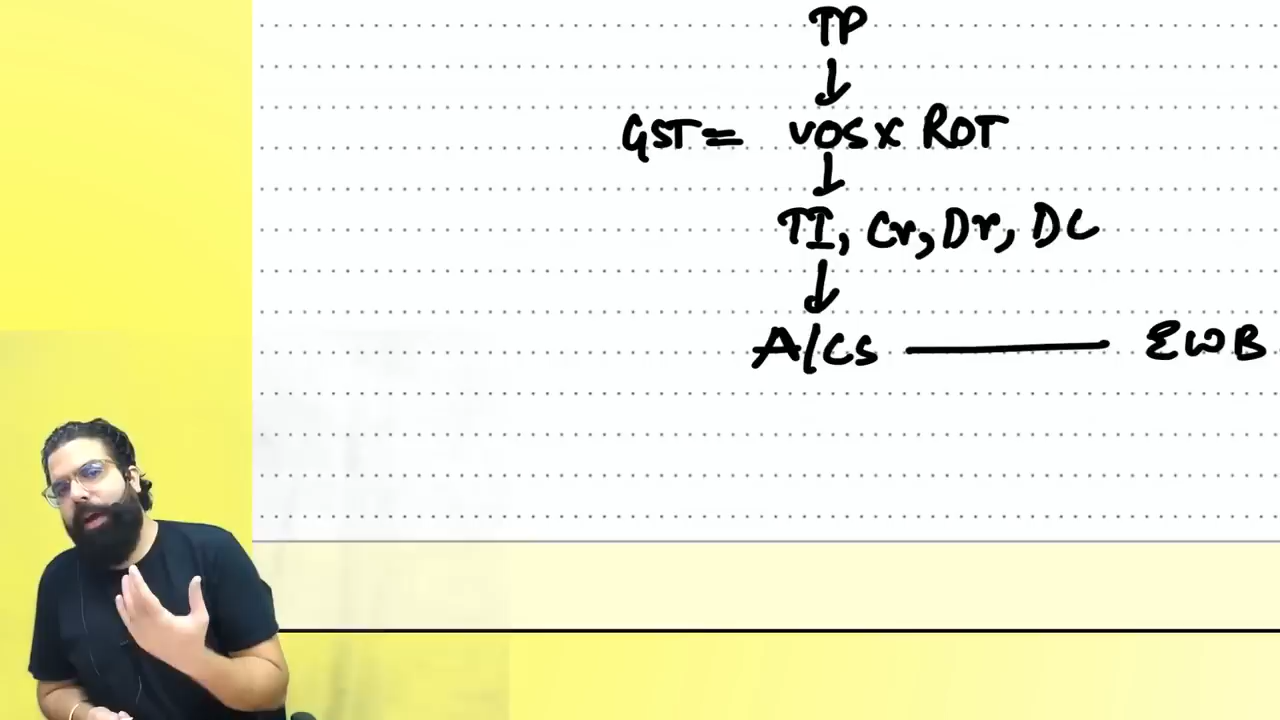 TP
↓
GST = VOS x ROT
↓
TI, Cr, Dr, DC
↓
A/Cs — EWB